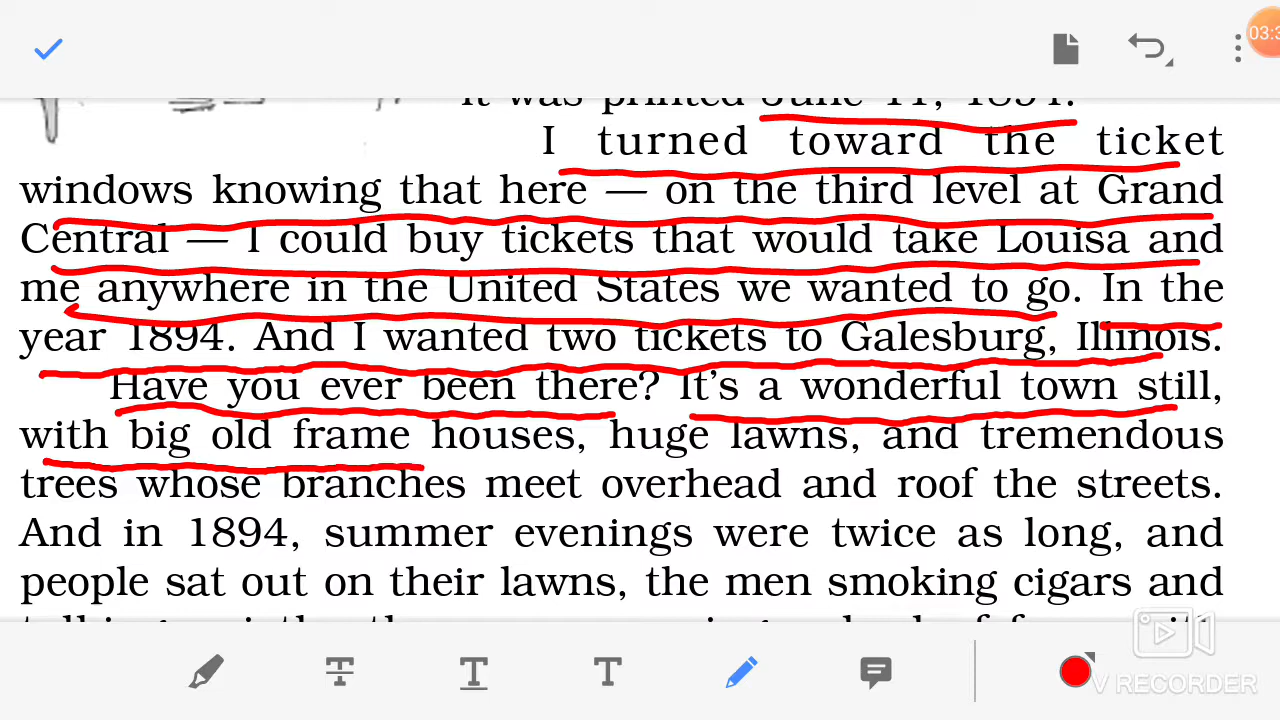 03:3
it was printed June 11, 1894.
I turned toward the ticket
windows knowing that here — on the third level at Grand
Central — I could buy tickets that would take Louisa and
me anywhere in the United States we wanted to go. In the
year 1894. And I wanted two tickets to Galesburg, Illinois.
Have you ever been there? It's a wonderful town still,
with big old frame houses, huge lawns, and tremendous
trees whose branches meet overhead and roof the streets.
And in 1894, summer evenings were twice as long, and
people sat out on their lawns, the men smoking cigars and
T T T
V RECORDER